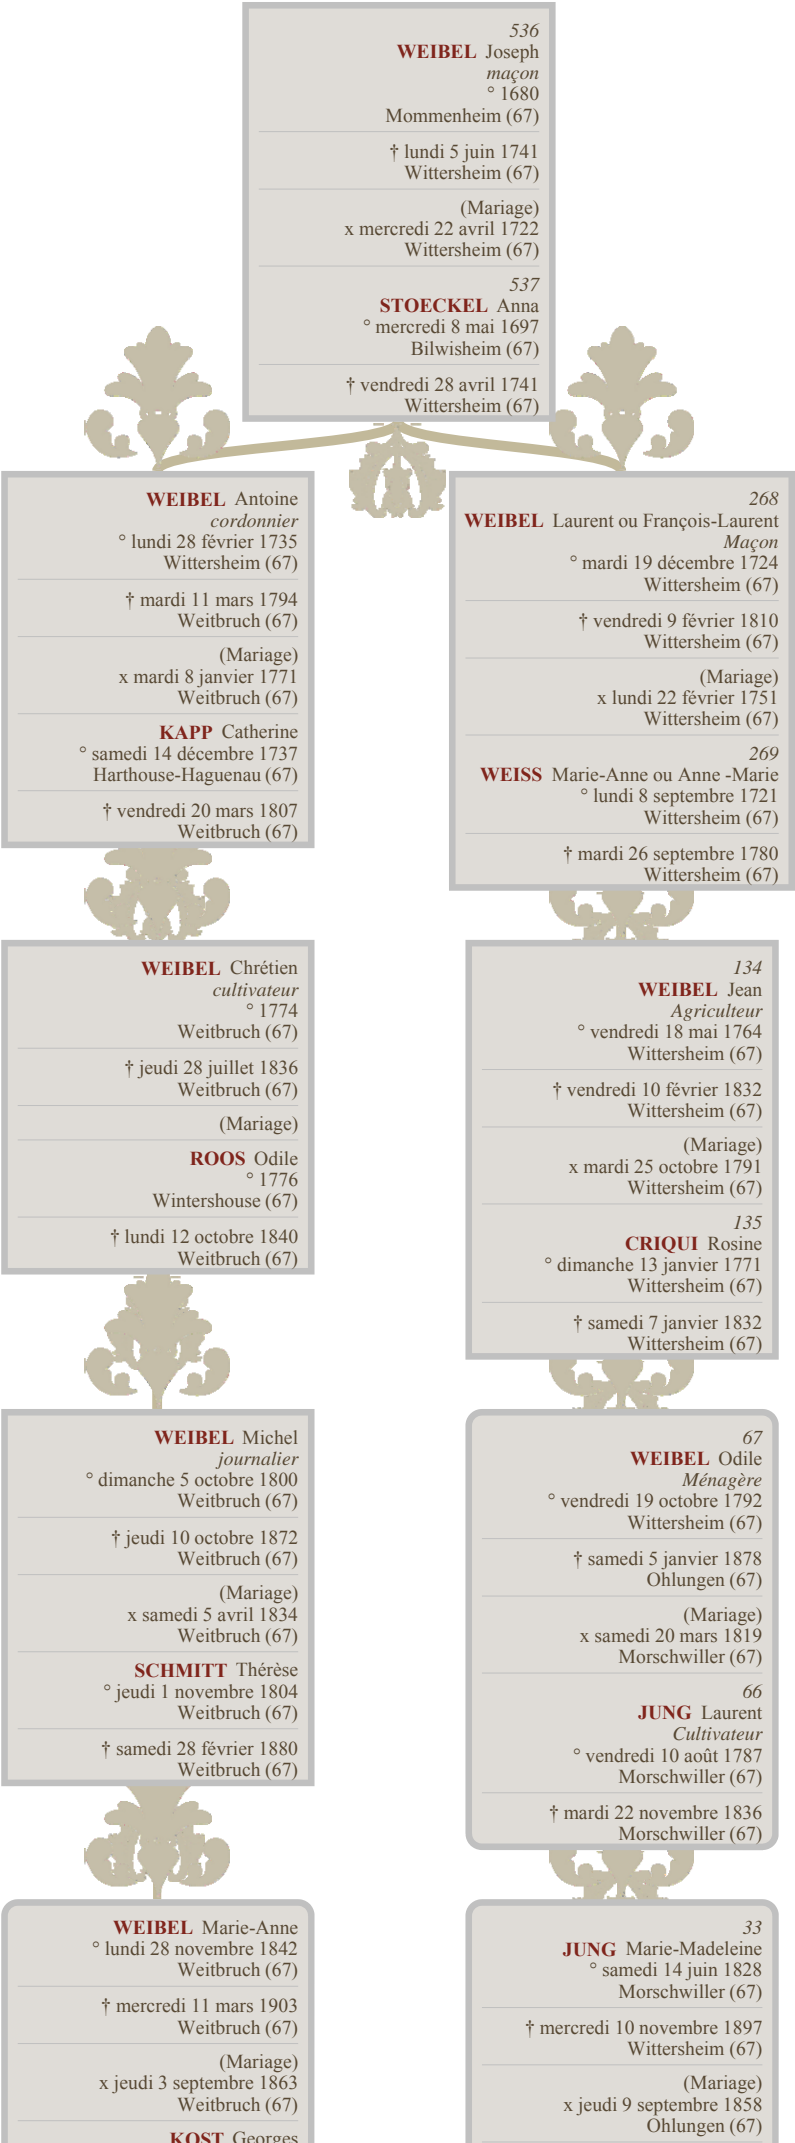 536
WEIBEL Joseph
maçon
° 1680
Mommenheim (67)
† lundi 5 juin 1741
Wittersheim (67)
(Mariage)
x mercredi 22 avril 1722
Wittersheim (67)
537
STOECKEL Anna
° mercredi 8 mai 1697
Bilwisheim (67)
† vendredi 28 avril 1741
Wittersheim (67)
WEIBEL Antoine
cordonnier
° lundi 28 février 1735
Wittersheim (67)
† mardi 11 mars 1794
Weitbruch (67)
(Mariage)
x mardi 8 janvier 1771
Weitbruch (67)
KAPP Catherine
° samedi 14 décembre 1737
Harthouse-Haguenau (67)
† vendredi 20 mars 1807
Weitbruch (67)
268
WEIBEL Laurent ou François-Laurent
Maçon
° mardi 19 décembre 1724
Wittersheim (67)
† vendredi 9 février 1810
Wittersheim (67)
(Mariage)
x lundi 22 février 1751
Wittersheim (67)
269
WEISS Marie-Anne ou Anne -Marie
° lundi 8 septembre 1721
Wittersheim (67)
† mardi 26 septembre 1780
Wittersheim (67)
WEIBEL Chrétien
cultivateur
° 1774
Weitbruch (67)
† jeudi 28 juillet 1836
Weitbruch (67)
(Mariage)
ROOS Odile
° 1776
Wintershouse (67)
† lundi 12 octobre 1840
Weitbruch (67)
134
WEIBEL Jean
Agriculteur
° vendredi 18 mai 1764
Wittersheim (67)
† vendredi 10 février 1832
Wittersheim (67)
(Mariage)
x mardi 25 octobre 1791
Wittersheim (67)
135
CRIQUI Rosine
° dimanche 13 janvier 1771
Wittersheim (67)
† samedi 7 janvier 1832
Wittersheim (67)
WEIBEL Michel
journalier
° dimanche 5 octobre 1800
Weitbruch (67)
† jeudi 10 octobre 1872
Weitbruch (67)
(Mariage)
x samedi 5 avril 1834
Weitbruch (67)
SCHMITT Thérèse
° jeudi 1 novembre 1804
Weitbruch (67)
† samedi 28 février 1880
Weitbruch (67)
67
WEIBEL Odile
Ménagère
° vendredi 19 octobre 1792
Wittersheim (67)
† samedi 5 janvier 1878
Ohlungen (67)
(Mariage)
x samedi 20 mars 1819
Morschwiller (67)
66
JUNG Laurent
Cultivateur
° vendredi 10 août 1787
Morschwiller (67)
† mardi 22 novembre 1836
Morschwiller (67)
WEIBEL Marie-Anne
° lundi 28 novembre 1842
Weitbruch (67)
† mercredi 11 mars 1903
Weitbruch (67)
(Mariage)
x jeudi 3 septembre 1863
Weitbruch (67)
KOST Georges
33
JUNG Marie-Madeleine
° samedi 14 juin 1828
Morschwiller (67)
† mercredi 10 novembre 1897
Wittersheim (67)
(Mariage)
x jeudi 9 septembre 1858
Ohlungen (67)